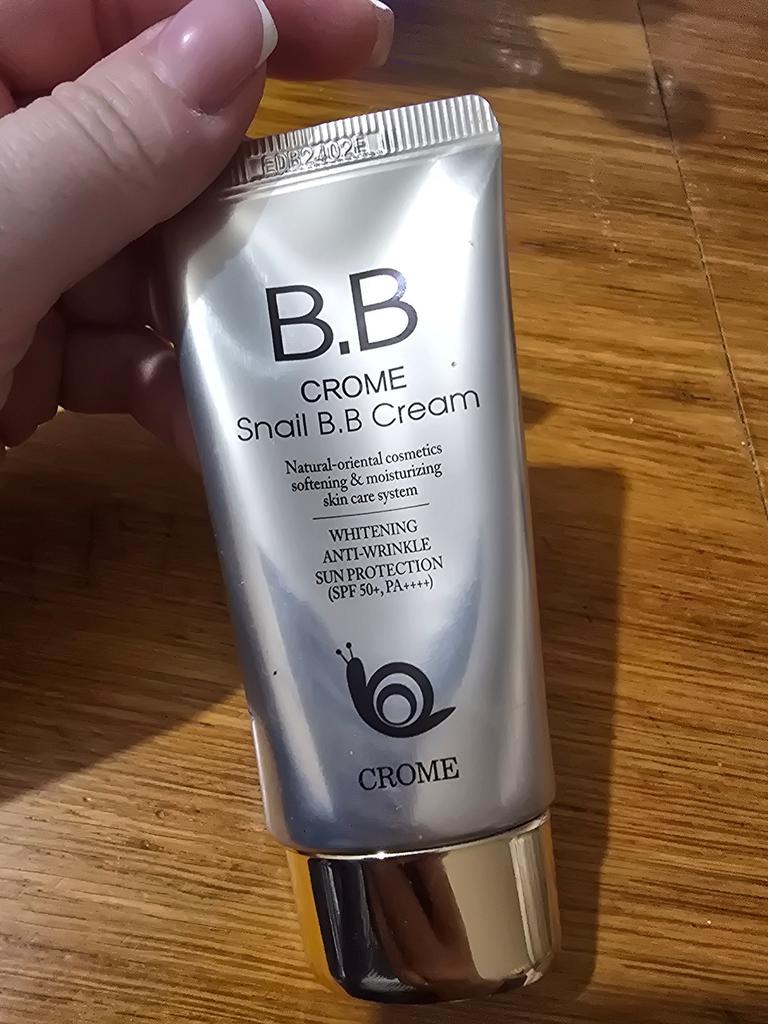 EDB2402E
B.B
CROME
Snail B.B Cream
Natural-oriental cosmetics
softening & moisturizing
skin care system
WHITENING
ANTI-WRINKLE
SUN PROTECTION
(SPF 50+, PA++++)
CROME